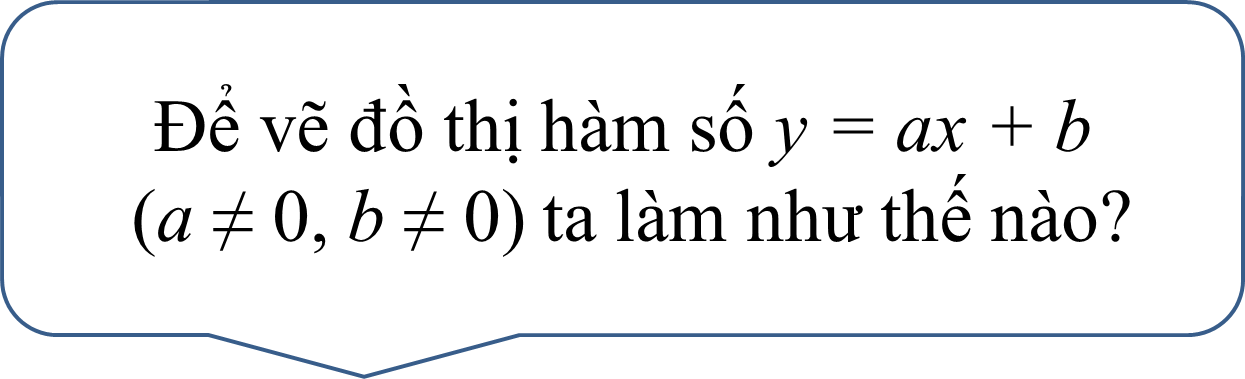 Để vẽ đồ thị hàm số y = ax + b
(a ≠ 0, b ≠ 0) ta làm như thế nào?